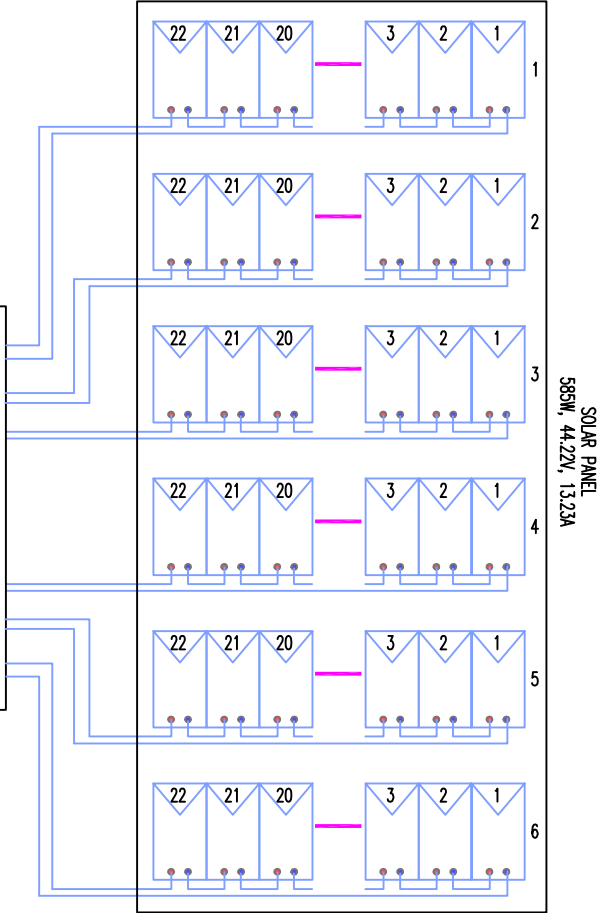 22 21 20 3 2 1 1
22 21 20 3 2 1 2
22 21 20 3 2 1 3
22 21 20 3 2 1 4
22 21 20 3 2 1 5
22 21 20 3 2 1 6
SOLAR PANEL
585W, 44.22V, 13.23A